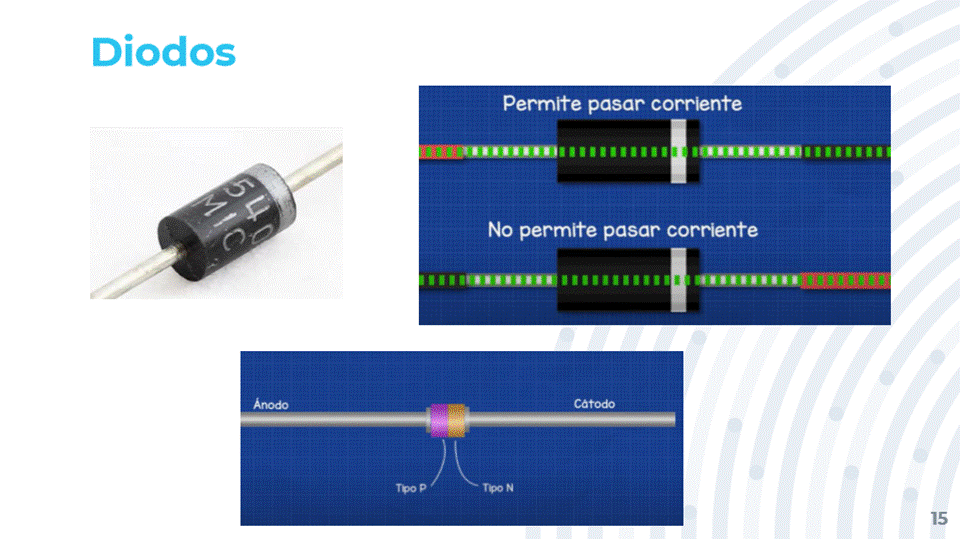 Diodos
Permite pasar corriente
540
MIC
No permite pasar corriente
Ánodo
Cátodo
Tipo P
Tipo N
15